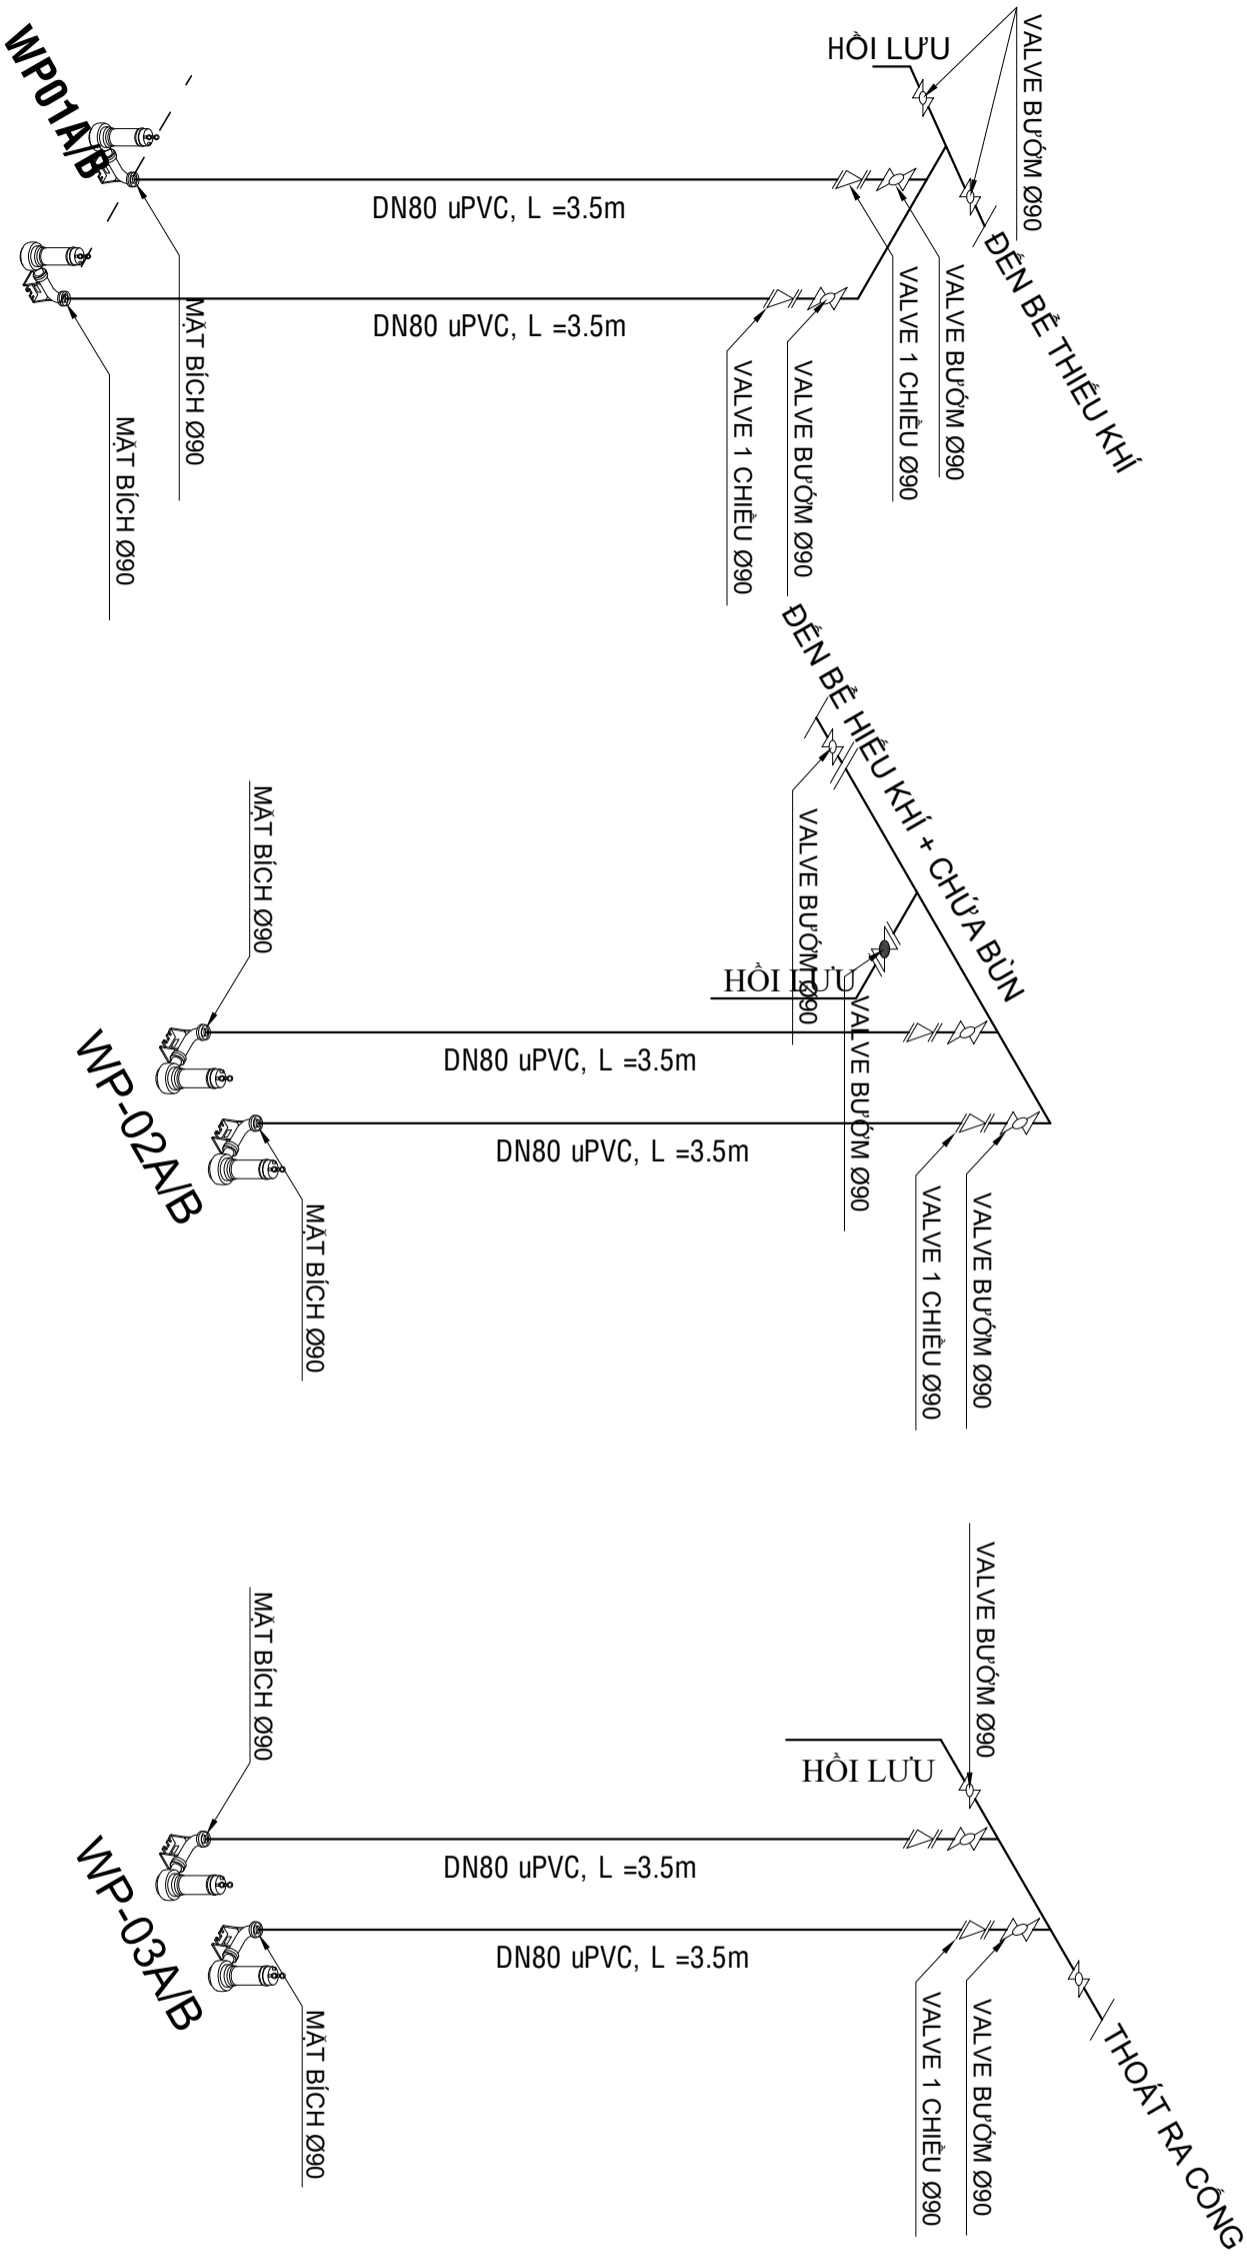 HỒI LƯU
VALVE BƯỚM Ø90
WP01A/B
DN80 uPVC, L =3.5m
ĐẾN BỂ THIẾU KHÍ
DN80 uPVC, L =3.5m
MẶT BÍCH Ø90
MẶT BÍCH Ø90
VALVE 1 CHIỀU Ø90
VALVE BƯỚM Ø90
VALVE 1 CHIỀU Ø90
VALVE BƯỚM Ø90
ĐẾN BỂ HIẾU KHÍ + CHỨA BÙN
MẶT BÍCH Ø90
VALVE BƯỚM Ø90
HỒI LƯU
VALVE BƯỚM Ø90
DN80 uPVC, L =3.5m
WP-02A/B
DN80 uPVC, L =3.5m
MẶT BÍCH Ø90
VALVE 1 CHIỀU Ø90
VALVE BƯỚM Ø90
VALVE BƯỚM Ø90
MẶT BÍCH Ø90
HỒI LƯU
DN80 uPVC, L =3.5m
WP-03A/B
DN80 uPVC, L =3.5m
MẶT BÍCH Ø90
VALVE 1 CHIỀU Ø90
VALVE BƯỚM Ø90
THOÁT RA CỐNG